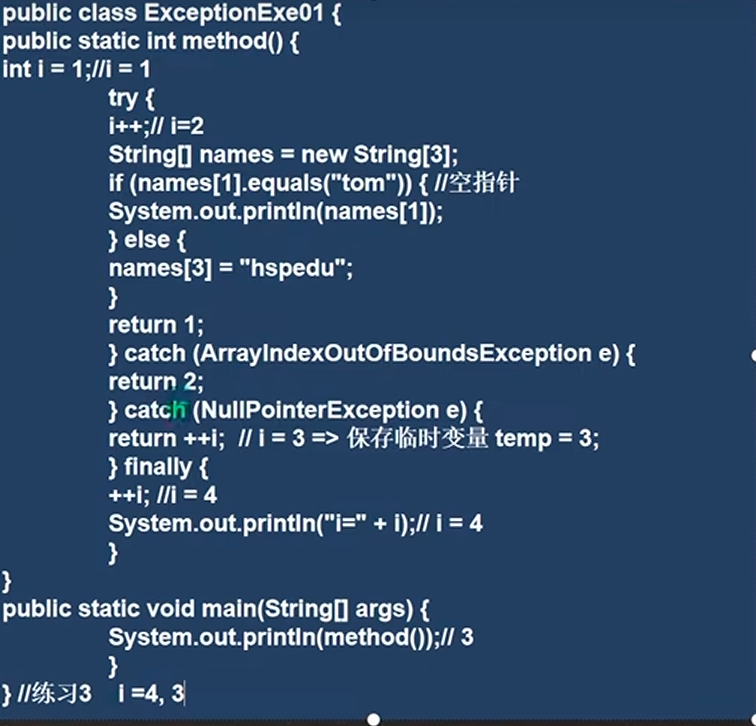 public class ExceptionExe01 {
public static int method() {
int i = 1;//i = 1
try {
i++;// i=2
String[] names = new String[3];
if (names[1].equals("tom")) { //空指针
System.out.println(names[1]);
} else {
names[3] = "hspedu";
}
return 1;
} catch (ArrayIndexOutOfBoundsException e) {
return 2;
} catch (NullPointerException e) {
return ++i;  // i = 3 => 保存临时变量 temp = 3;
} finally {
++i; //i = 4
System.out.println("i=" + i);// i = 4
}
}
public static void main(String[] args) {
System.out.println(method());// 3
}
} //练习3    i =4, 3